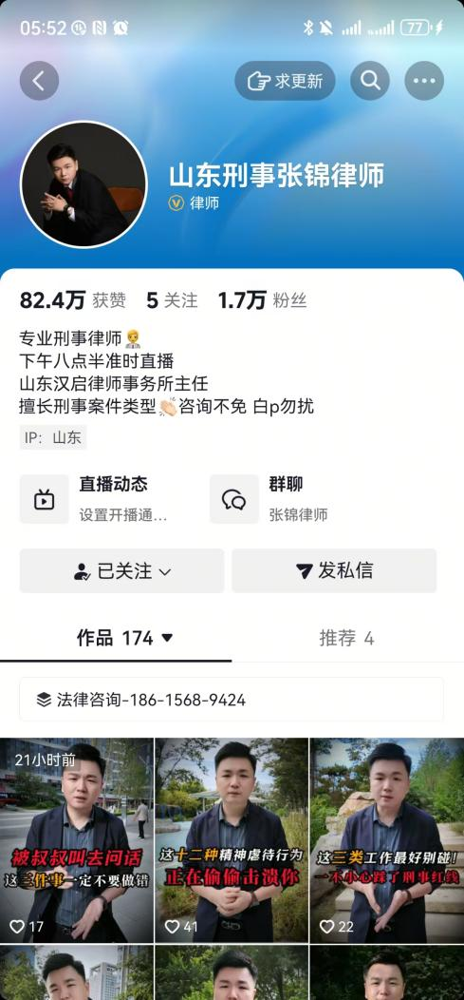 05:52
77
求更新
山东刑事张锦律师
律师
82.4万 获赞 5 关注 1.7万 粉丝
专业刑事律师
下午八点半准时直播
山东汉启律师事务所主任
擅长刑事案件类型👏🏻咨询不免 白p勿扰
IP：山东
直播动态
设置开播通...
群聊
张锦律师
已关注
发私信
作品 174
推荐 4
法律咨询-186-1568-9424
21小时前
被叔叔叫去问话
这三件事一定不要做错
17
这十二种精神虐待行为
正在偷偷击溃你
41
这三类工作最好别碰！
一不小心踩了刑事红线
22